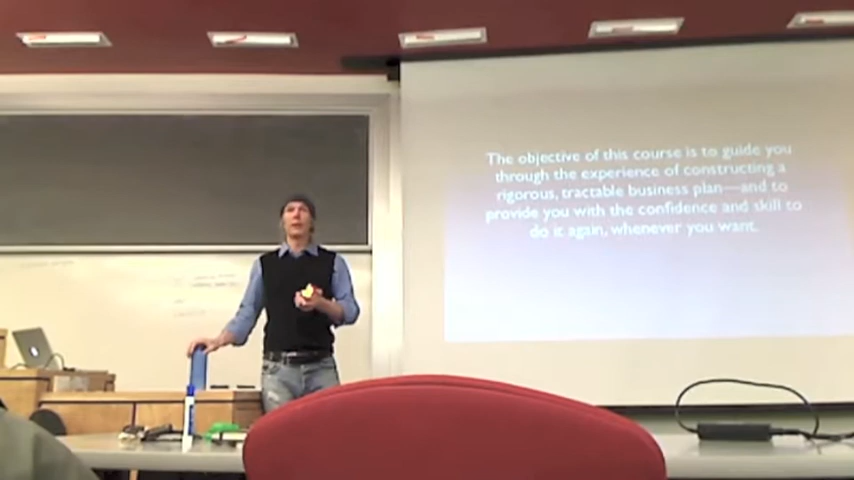 The objective of this course is to guide you
through the experience of constructing a
rigorous, tractable business plan—and to
provide you with the confidence and skill to
do it again, whenever you want.